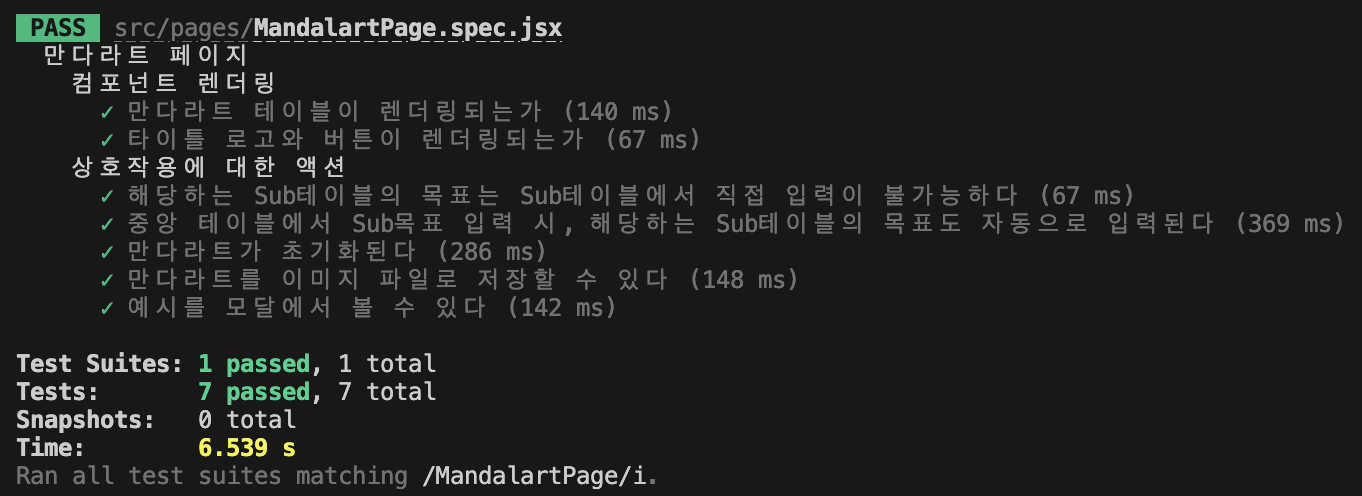 PASS src/pages/MandalartPage.spec.jsx
만다라트 페이지
컴포넌트 렌더링
✓ 만다라트 테이블이 렌더링되는가 (140 ms)
✓ 타이틀 로고와 버튼이 렌더링되는가 (67 ms)
상호작용에 대한 액션
✓ 해당하는 Sub테이블의 목표는 Sub테이블에서 직접 입력이 불가능하다 (67 ms)
✓ 중앙 테이블에서 Sub목표 입력 시, 해당하는 Sub테이블의 목표도 자동으로 입력된다 (369 ms)
✓ 만다라트가 초기화된다 (286 ms)
✓ 만다라트를 이미지 파일로 저장할 수 있다 (148 ms)
✓ 예시를 모달에서 볼 수 있다 (142 ms)
Test Suites: 1 passed, 1 total
Tests: 7 passed, 7 total
Snapshots: 0 total
Time: 6.539 s
Ran all test suites matching /MandalartPage/i.